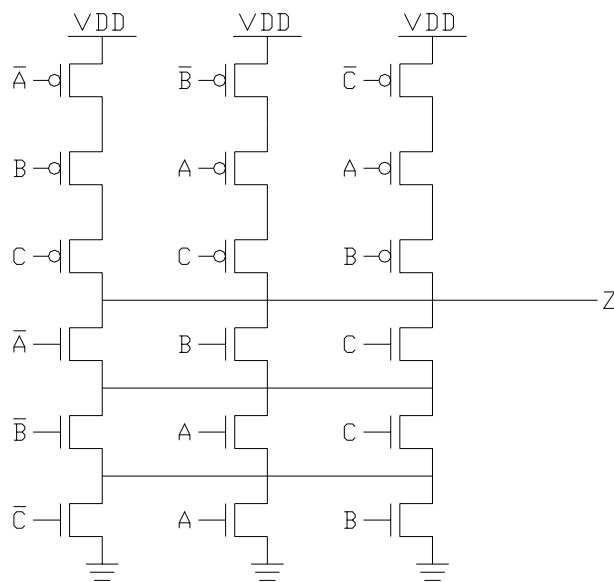 VDD VDD VDD
A̅ B̅ C̅
B A A
C C B
Z
A̅ B C
B̅ A C
C̅ A B